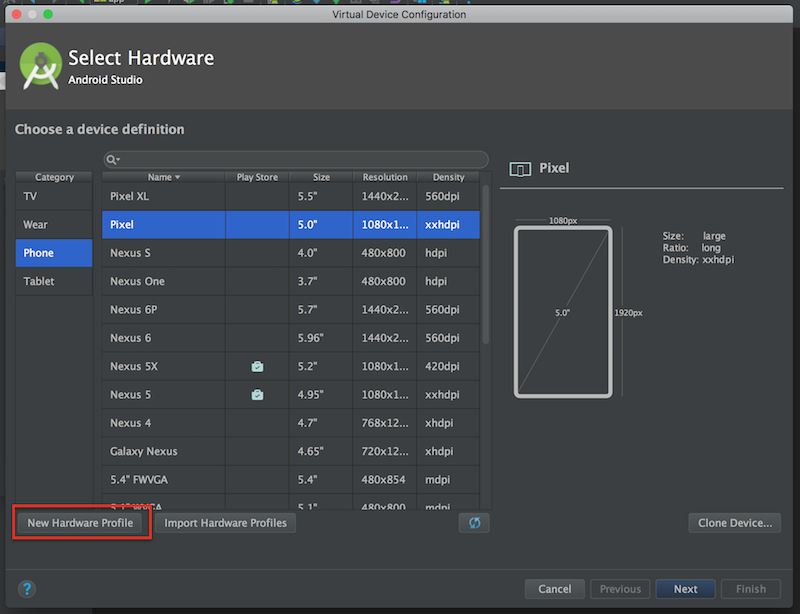 Virtual Device Configuration
Select Hardware
Android Studio
Choose a device definition
Category
TV
Wear
Phone
Tablet
Name Play Store Size Resolution Density
Pixel XL 5.5" 1440x2... 560dpi
Pixel 5.0" 1080x1... xxhdpi
Nexus S 4.0" 480x800 hdpi
Nexus One 3.7" 480x800 hdpi
Nexus 6P 5.7" 1440x2... 560dpi
Nexus 6 5.96" 1440x2... 560dpi
Nexus 5X 5.2" 1080x1... 420dpi
Nexus 5 4.95" 1080x1... xxhdpi
Nexus 4 4.7" 768x12... xhdpi
Galaxy Nexus 4.65" 720x12... xhdpi
5.4" FWVGA 5.4" 480x854 mdpi
5.1" WVGA 5.1" 480x800 mdpi
Pixel
1080px
5.0"
1920px
Size: large
Ratio: long
Density: xxhdpi
New Hardware Profile
Import Hardware Profiles
Clone Device...
?
Cancel
Previous
Next
Finish